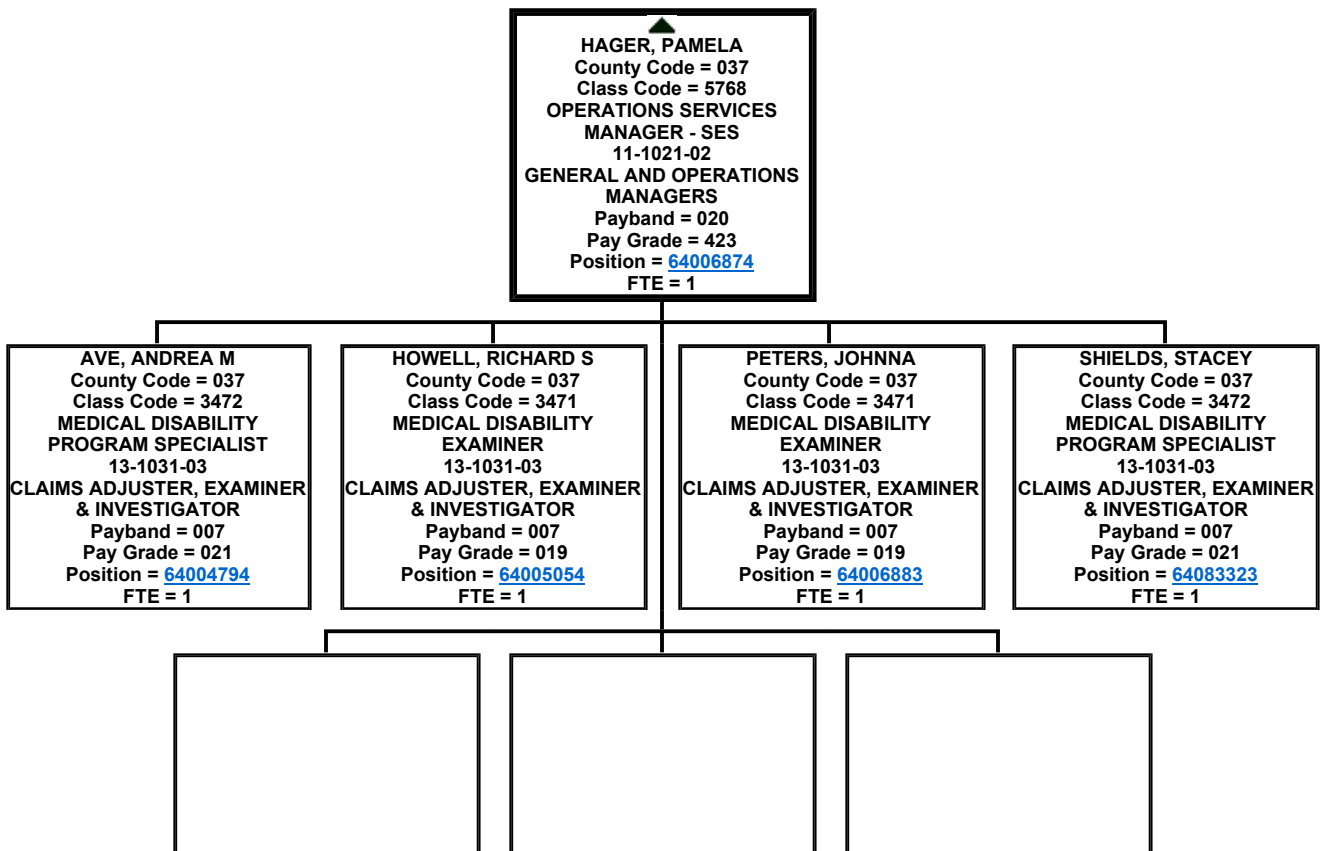 HAGER, PAMELA
County Code = 037
Class Code = 5768
OPERATIONS SERVICES
MANAGER - SES
11-1021-02
GENERAL AND OPERATIONS
MANAGERS
Payband = 020
Pay Grade = 423
Position = 64006874
FTE = 1
AVE, ANDREA M
County Code = 037
Class Code = 3472
MEDICAL DISABILITY
PROGRAM SPECIALIST
13-1031-03
CLAIMS ADJUSTER, EXAMINER
& INVESTIGATOR
Payband = 007
Pay Grade = 021
Position = 64004794
FTE = 1
HOWELL, RICHARD S
County Code = 037
Class Code = 3471
MEDICAL DISABILITY
EXAMINER
13-1031-03
CLAIMS ADJUSTER, EXAMINER
& INVESTIGATOR
Payband = 007
Pay Grade = 019
Position = 64005054
FTE = 1
PETERS, JOHNNA
County Code = 037
Class Code = 3471
MEDICAL DISABILITY
EXAMINER
13-1031-03
CLAIMS ADJUSTER, EXAMINER
& INVESTIGATOR
Payband = 007
Pay Grade = 019
Position = 64006883
FTE = 1
SHIELDS, STACEY
County Code = 037
Class Code = 3472
MEDICAL DISABILITY
PROGRAM SPECIALIST
13-1031-03
CLAIMS ADJUSTER, EXAMINER
& INVESTIGATOR
Payband = 007
Pay Grade = 021
Position = 64083323
FTE = 1